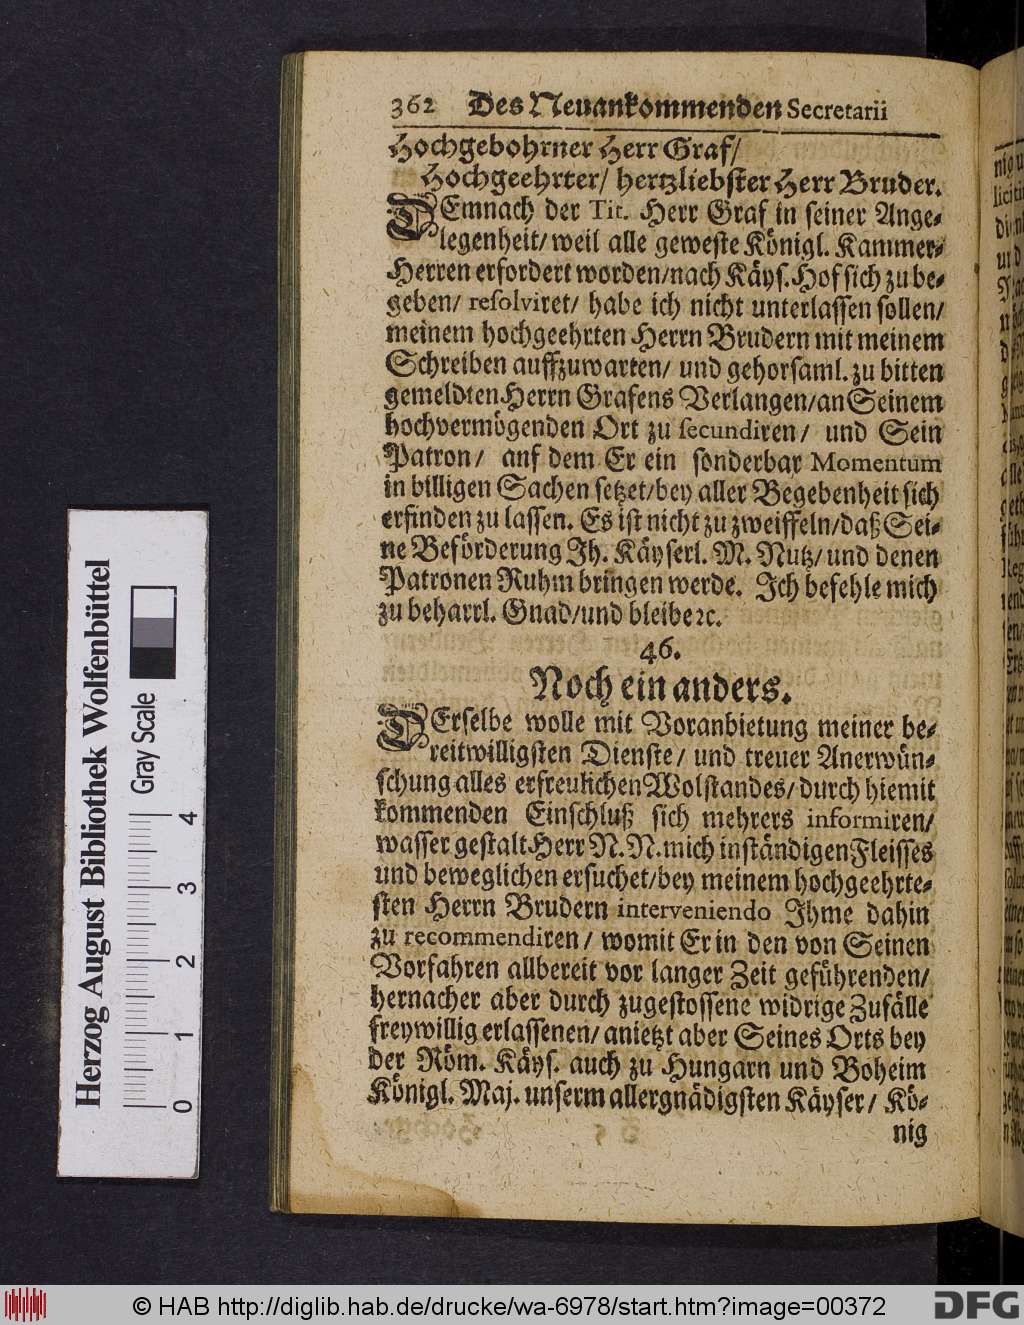 362 Des Neuankommenden Secretarii
Hochgebohrner Herr Graf/
Hochgeehrter/ hertzliebster Herr Bruder.
DEmnach der Tit. Herr Graf in seiner Ange-
legenheit/ weil alle geweste Königl. Kammer-
Herren erfordert worden/nach Käys. Hof sich zu be-
geben/ resolviret/ habe ich nicht unterlassen sollen/
meinem hochgeehrten Herrn Brudern mit meinem
Schreiben auffzuwarten/ und gehorsaml. zu bitten
gemeldten Herrn Grafens Verlangen/an Seinem
hochvermögenden Ort zu secundiren/ und Sein
Patron/ auf dem Er ein sonderbar Momentum
in billigen Sachen setzet/bey aller Begebenheit sich
erfinden zu lassen. Es ist nicht zu zweiffeln/daß Sei-
ne Beförderung Jh. Käyserl. M. Nutz/ und denen
Patronen Ruhm bringen werde. Jch befehle mich
zu beharrl. Gnad/und bleibe ꝛc.
46.
Noch ein anders.
DErselbe wolle mit Voranbietung meiner be-
reitwilligsten Dienste/ und treuer Anerwün-
schung alles erfreulichen Wolstandes/ durch hiemit
kommenden Einschluß sich mehrers informiren/
wasser gestalt Herr N. N. mich inständigen Fleisses
und beweglichen ersuchet/bey meinem hochgeehrte-
sten Herrn Brudern interveniendo Jhme dahin
zu recommendiren/ womit Er in den von Seinen
Vorfahren allbereit vor langer Zeit geführenden/
hernacher aber durch zugestossene widrige Zufälle
freywillig erlassenen/ anietzt aber Seines Orts bey
der Röm. Käys. auch zu Hungarn und Boheim
Königl. Maj. unserm allergnädigsten Käyser/ Kö-
nig
Herzog August Bibliothek Wolfenbüttel
Gray Scale
0 1 2 3 4
© HAB http://diglib.hab.de/drucke/wa-6978/start.htm?image=00372
DFG